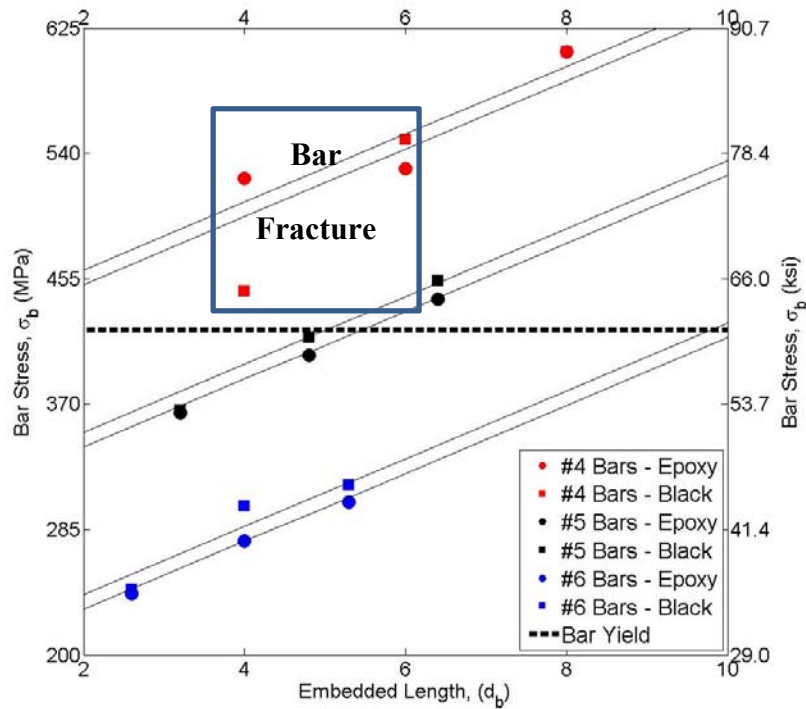 2 4 6 8 10
625 90.7
540 78.4
455 66.0
370 53.7
285 41.4
200 29.0
2 4 6 8 10
Bar Stress, σb (MPa)
Bar Stress, σb (ksi)
Embedded Length, (db)
Bar
Fracture
#4 Bars - Epoxy
#4 Bars - Black
#5 Bars - Epoxy
#5 Bars - Black
#6 Bars - Epoxy
#6 Bars - Black
Bar Yield